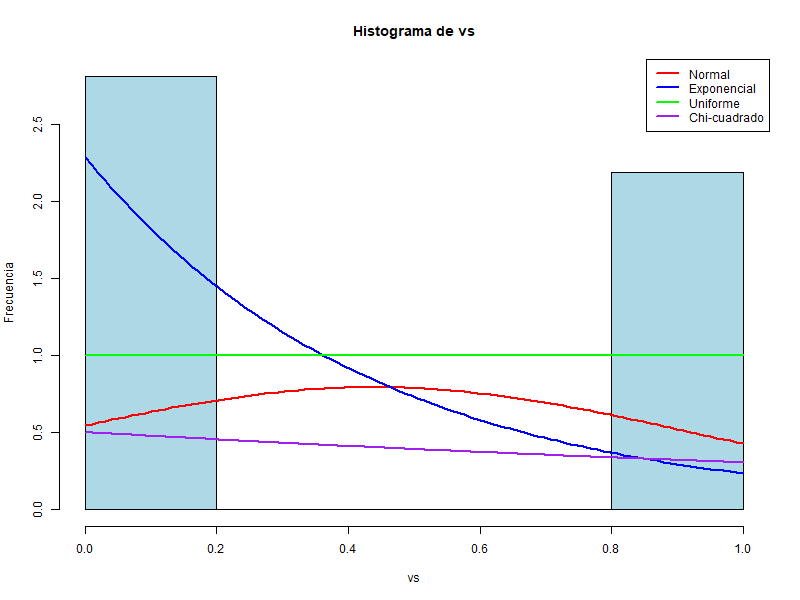 Histograma de vs
Normal
Exponencial
Uniforme
Chi-cuadrado
Frecuencia
2.5
2.0
1.5
1.0
0.5
0.0
0.0 0.2 0.4 0.6 0.8 1.0
vs